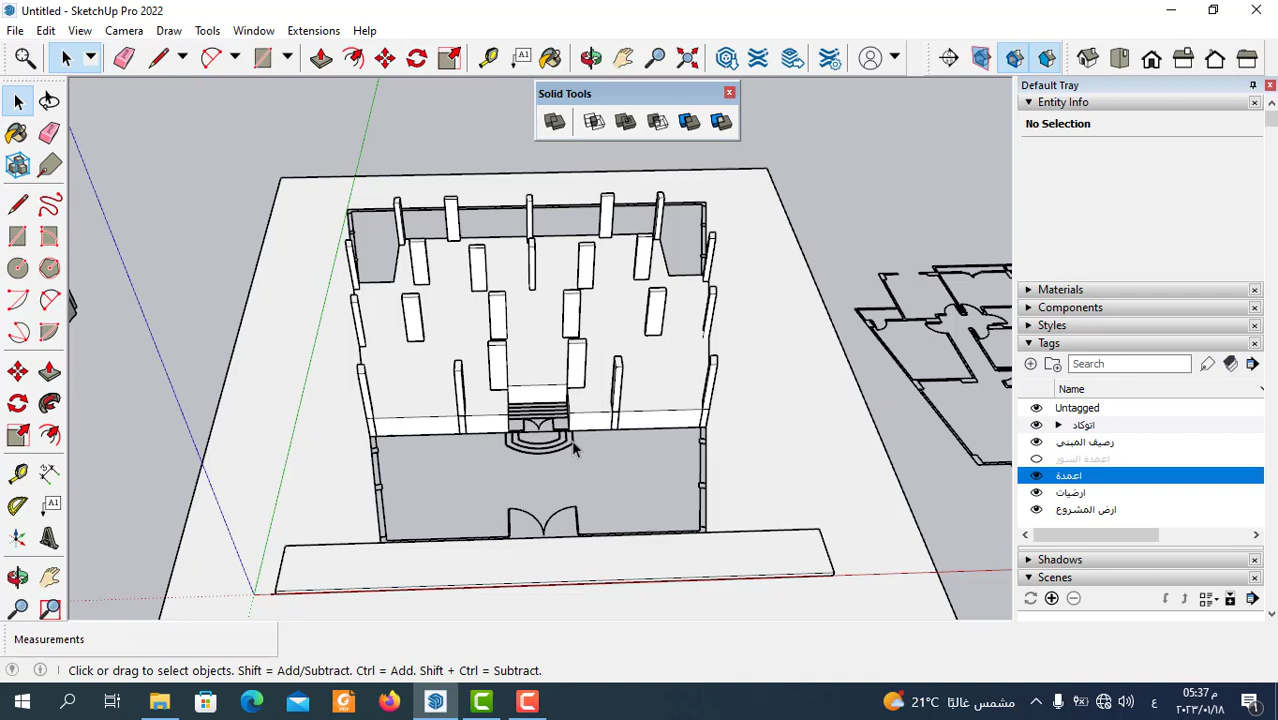 Untitled - SketchUp Pro 2022
File Edit View Camera Draw Tools Window Extensions Help
Solid Tools
Default Tray
Entity Info
No Selection
Materials
Components
Styles
Tags
Search
Name
Untagged
اتوكاد
رصيف المبنى
اعمدة السور
اعمدة
ارضيات
ارض المشروع
Shadows
Scenes
Measurements
Click or drag to select objects. Shift = Add/Subtract. Ctrl = Add. Shift + Ctrl = Subtract.
21°C مشمس غالبًا
ع
05:37 م
٢٠٢٣/٠١/١٨